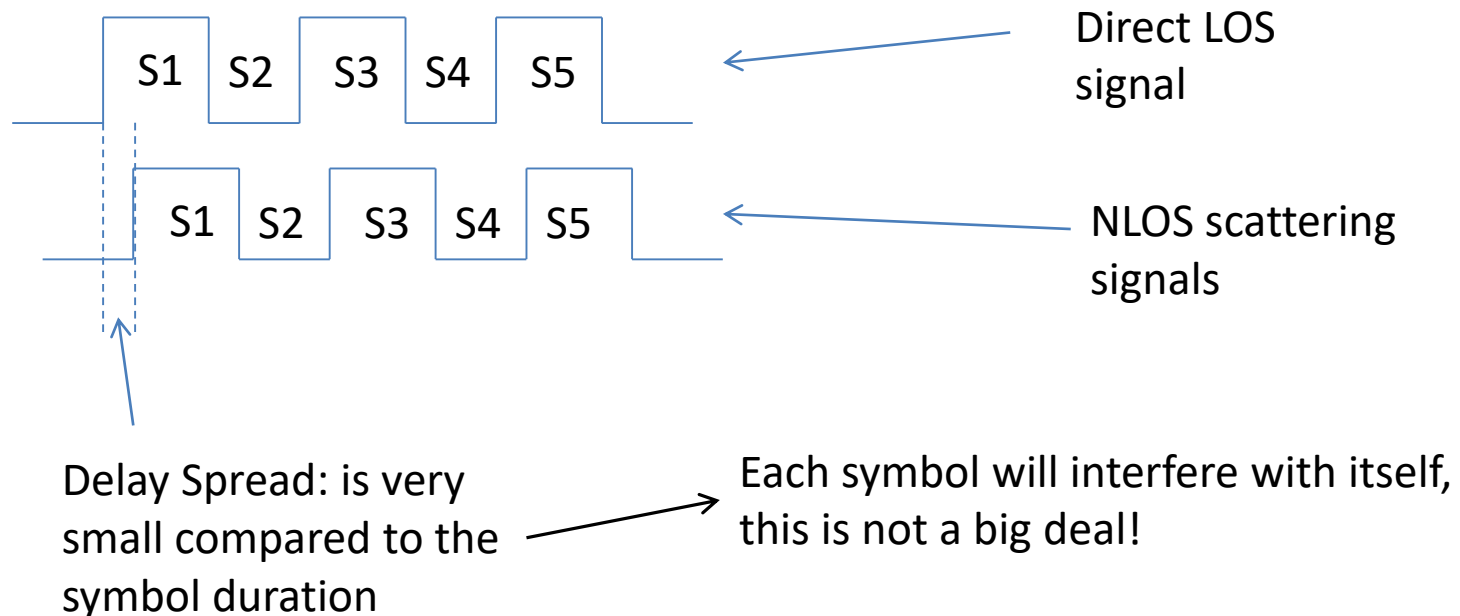 Direct LOS
signal
S1 S2 S3 S4 S5
S1 S2 S3 S4 S5
NLOS scattering
signals
Delay Spread: is very
small compared to the
symbol duration
Each symbol will interfere with itself,
this is not a big deal!